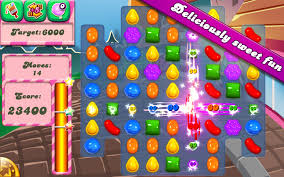 Target:6000
Moves:
14
Score:
23400
Deliciously sweet fun